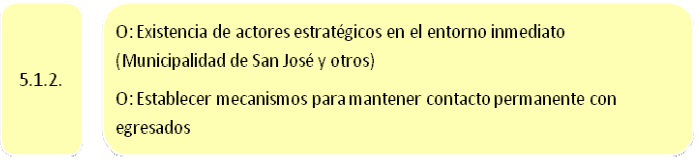 5.1.2.
O: Existencia de actores estratégicos en el entorno inmediato
(Municipalidad de San José y otros)
O: Establecer mecanismos para mantener contacto permanente con
egresados